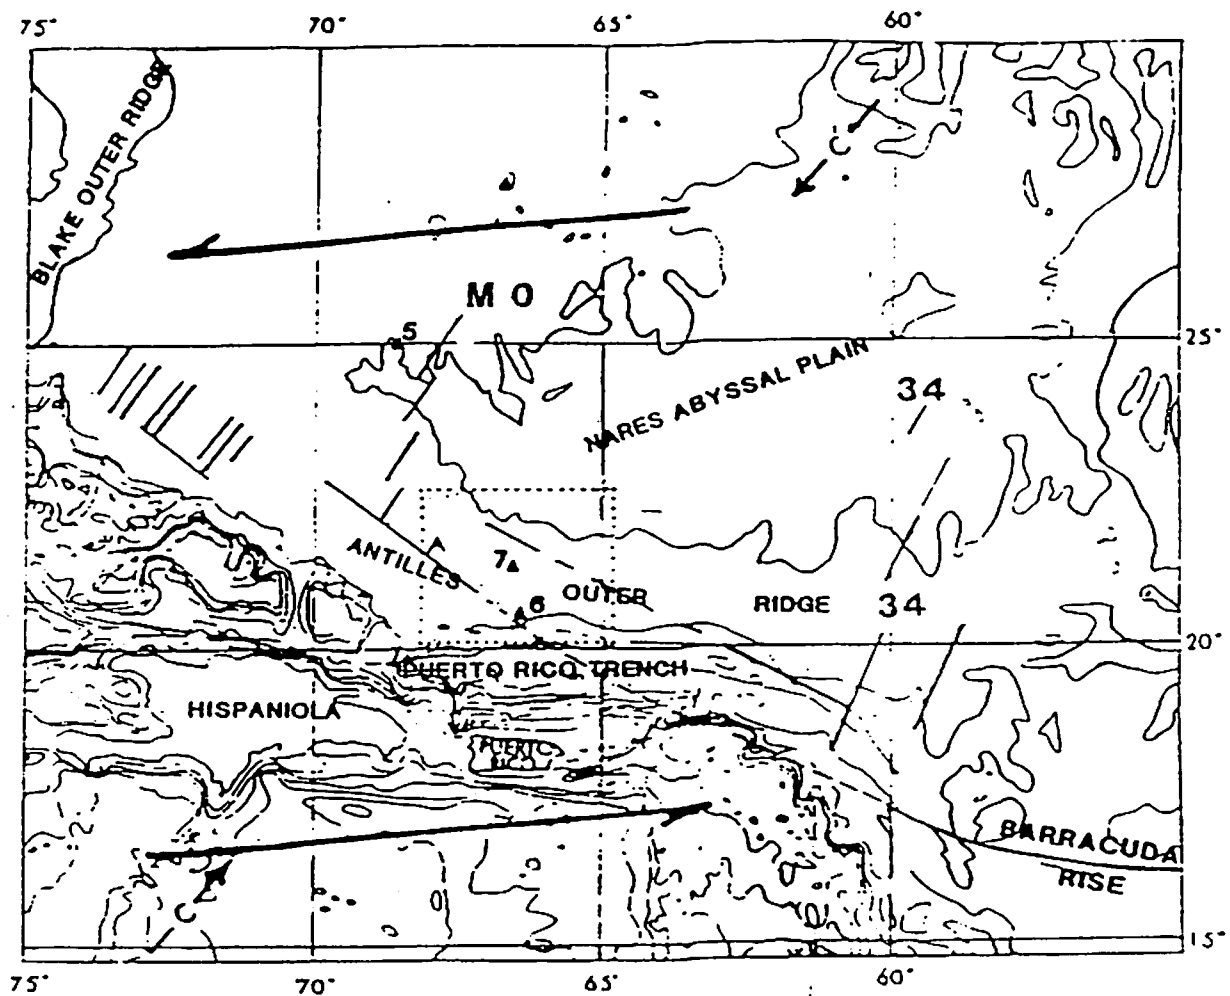 75° 70° 65° 60°
BLAKE OUTER RIDGE
C
M 0
5
25°
NARES ABYSSAL PLAIN
34
ANTILLES
A
7
OUTER
6
RIDGE
34
20°
PUERTO RICO TRENCH
HISPANIOLA
PUERTO
RICO
BARRACUDA
RISE
C
15°
75° 70° 65° 60°